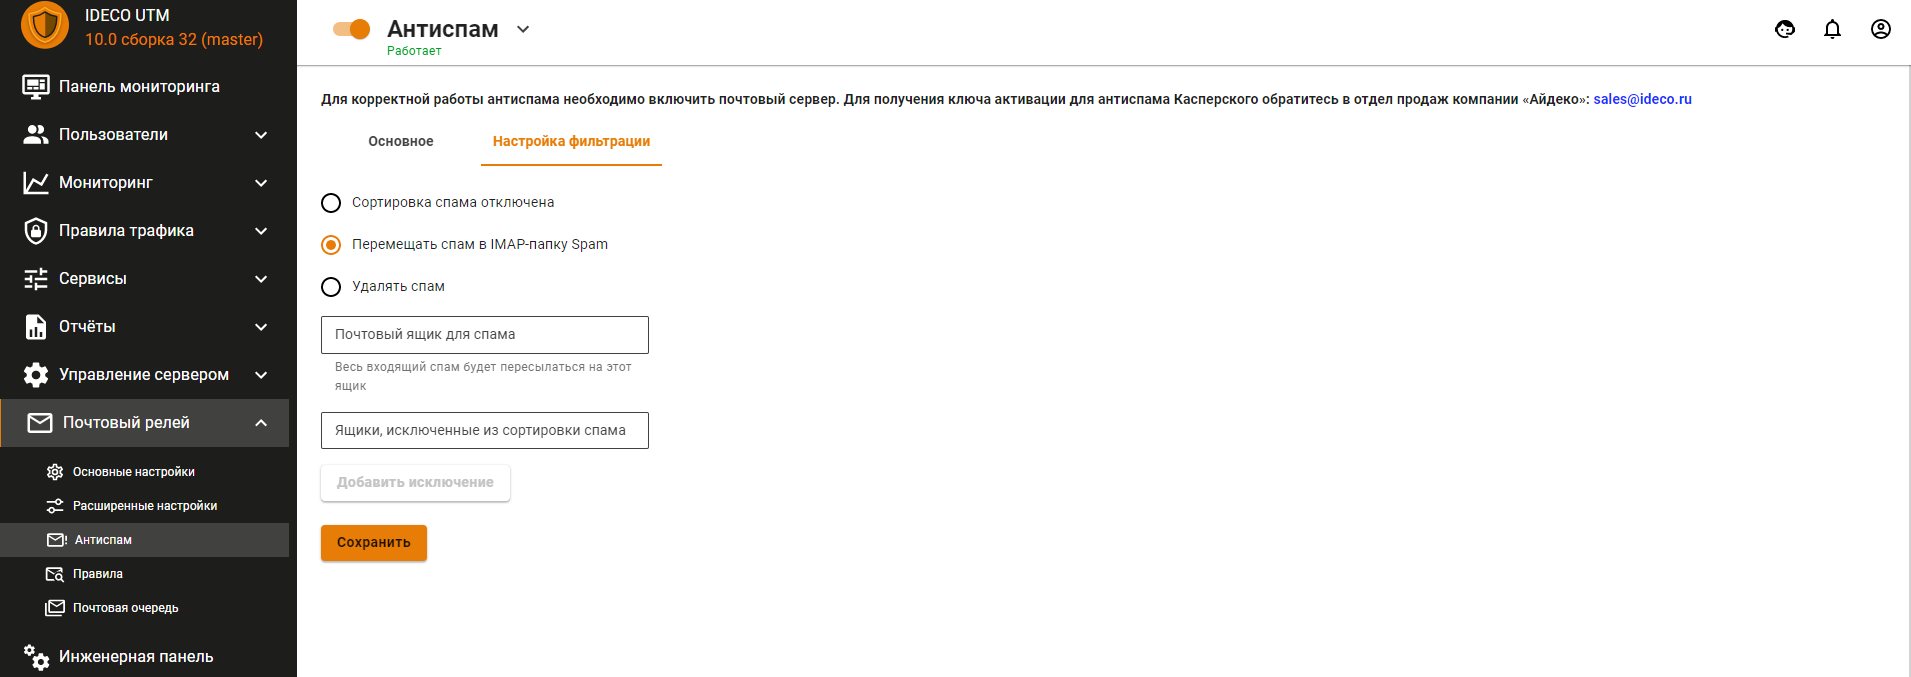 IDECO UTM
10.0 сборка 32 (master)
Панель мониторинга
Пользователи
Мониторинг
Правила трафика
Сервисы
Отчёты
Управление сервером
Почтовый релей
Основные настройки
Расширенные настройки
Антиспам
Правила
Почтовая очередь
Инженерная панель
Антиспам
Работает
Для корректной работы антиспама необходимо включить почтовый сервер. Для получения ключа активации для антиспама Касперского обратитесь в отдел продаж компании «Айдеко»: sales@ideco.ru
Основное Настройка фильтрации
Сортировка спама отключена
Перемещать спам в IMAP-папку Spam
Удалять спам
Почтовый ящик для спама
Весь входящий спам будет пересылаться на этот
ящик
Ящики, исключенные из сортировки спама
Добавить исключение
Сохранить